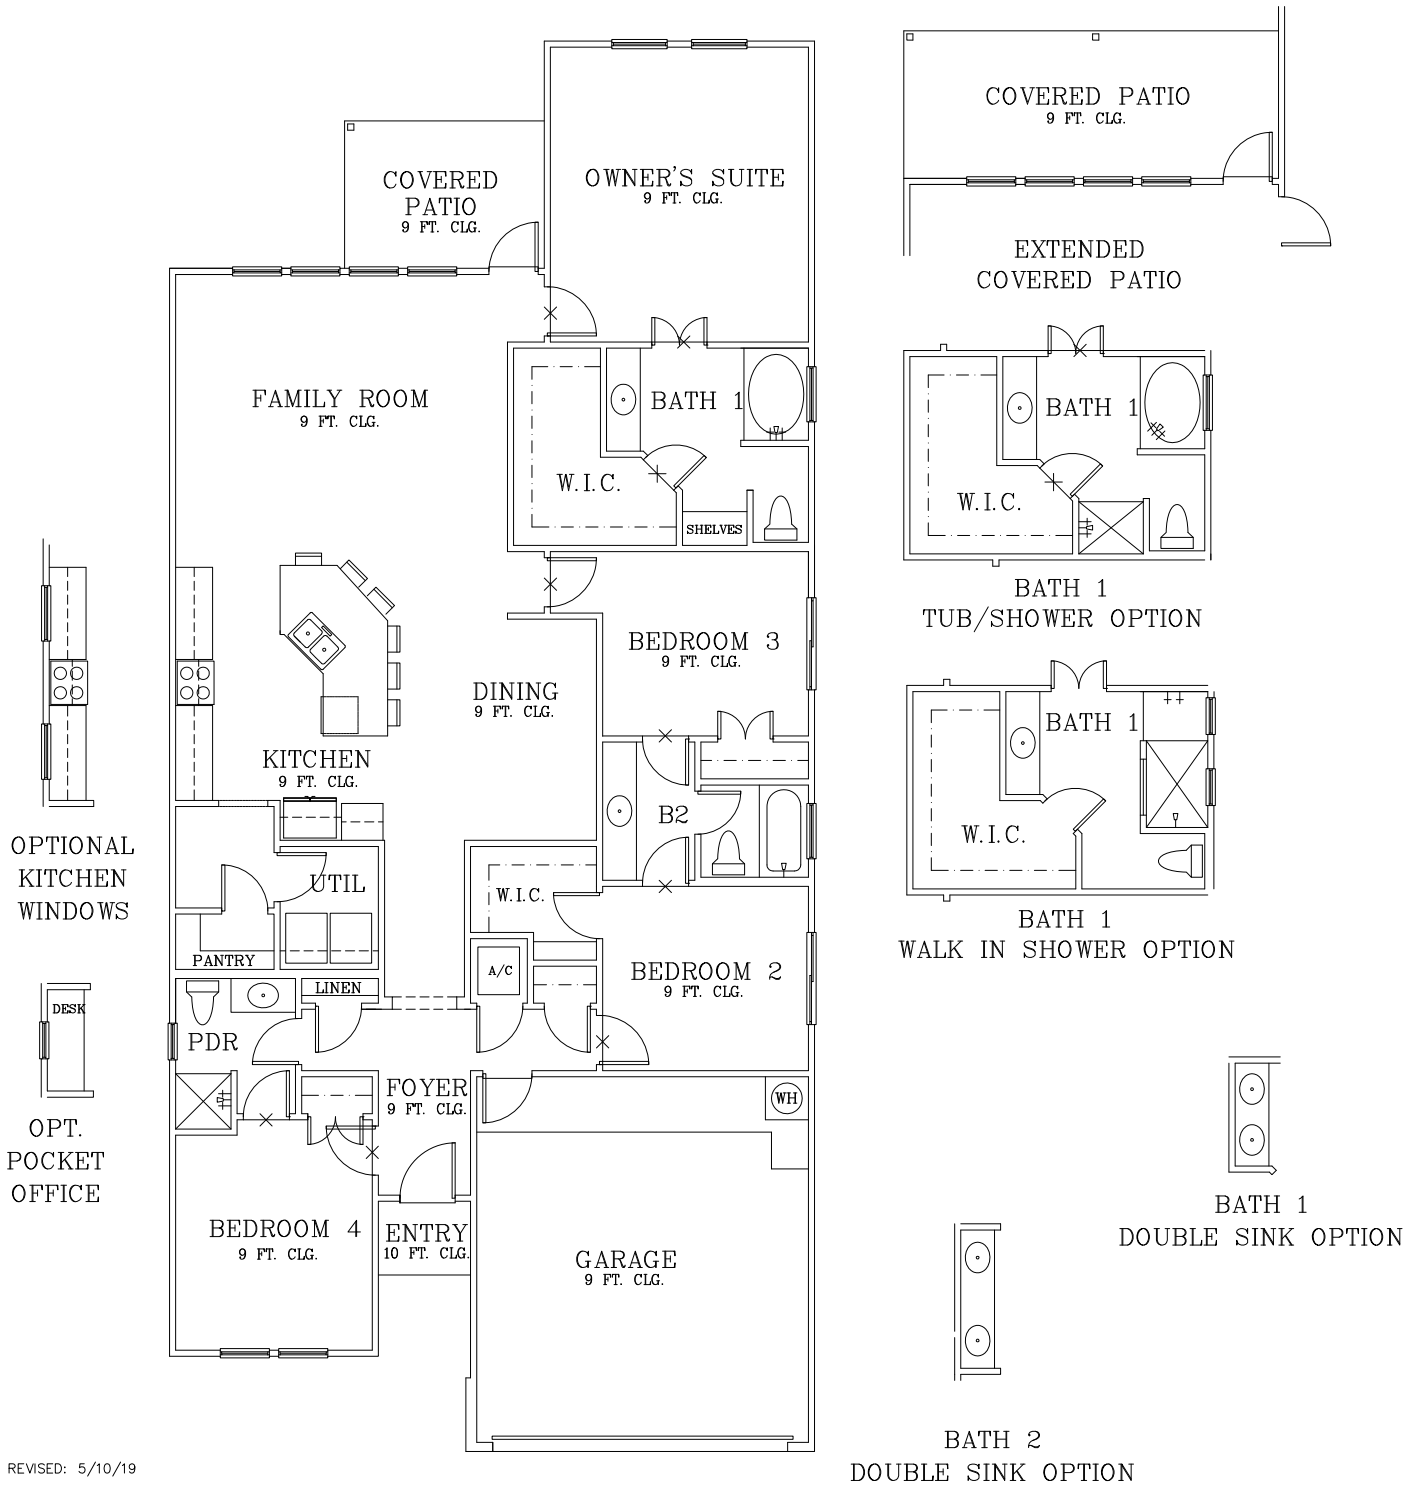 COVERED PATIO
9 FT. CLG.
EXTENDED
COVERED PATIO
OWNER'S SUITE
9 FT. CLG.
COVERED
PATIO
9 FT. CLG.
FAMILY ROOM
9 FT. CLG.
BATH 1
W.I.C.
SHELVES
BATH 1
W.I.C.
BATH 1
TUB/SHOWER OPTION
BEDROOM 3
9 FT. CLG.
DINING
9 FT. CLG.
KITCHEN
9 FT. CLG.
BATH 1
W.I.C.
BATH 1
WALK IN SHOWER OPTION
OPTIONAL
KITCHEN
WINDOWS
B2
UTIL
W.I.C.
PANTRY
A/C
BEDROOM 2
9 FT. CLG.
LINEN
PDR
DESK
OPT.
POCKET
OFFICE
FOYER
9 FT. CLG.
WH
BEDROOM 4
9 FT. CLG.
ENTRY
10 FT. CLG.
GARAGE
9 FT. CLG.
BATH 1
DOUBLE SINK OPTION
BATH 2
DOUBLE SINK OPTION
REVISED: 5/10/19